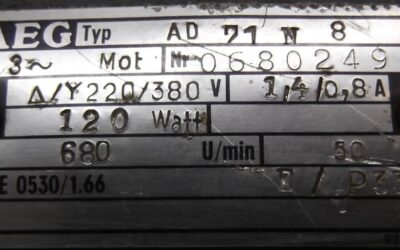 AEG Typ AD 71 N 8
3~ Mot Nr 0680249
Δ/Y 220/380 V 1,4/0,8 A
120 Watt
680 U/min 50
E 0530/1.66 E / P33